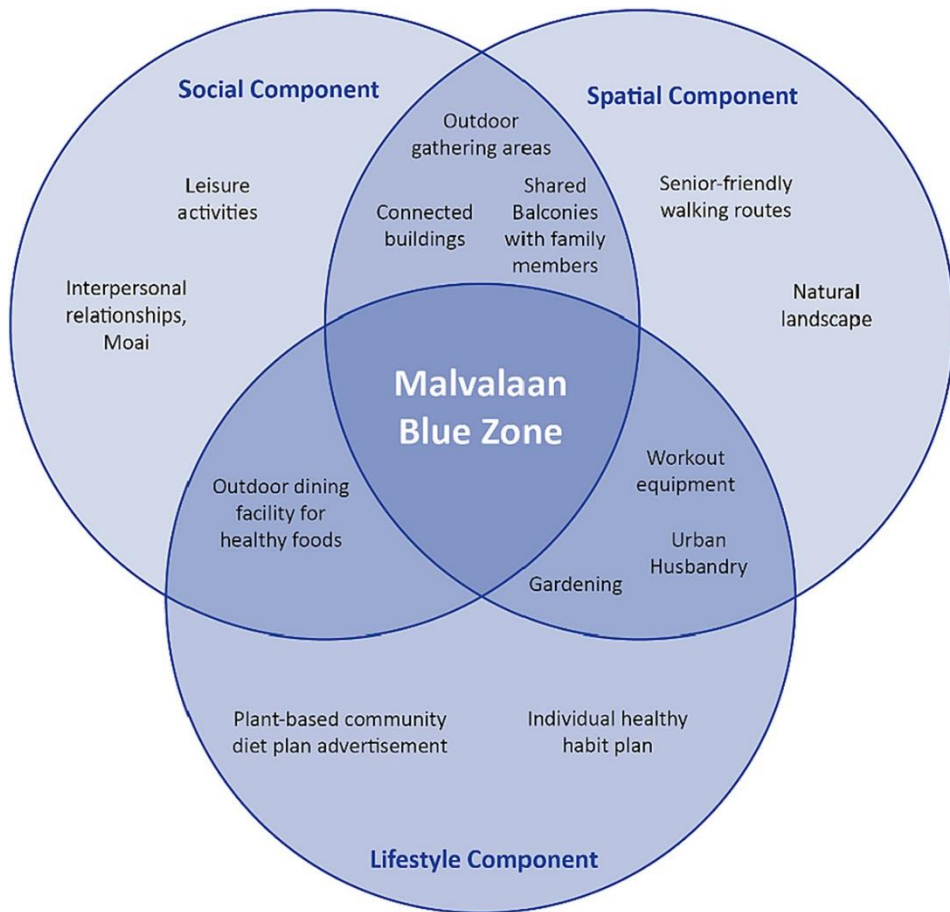 Social Component
Spatial Component
Outdoor
gathering areas
Leisure
activities
Connected
buildings
Shared
Balconies
with family
members
Senior-friendly
walking routes
Interpersonal
relationships,
Moai
Natural
landscape
Malvalaan
Blue Zone
Outdoor dining
facility for
healthy foods
Workout
equipment
Urban
Husbandry
Gardening
Plant-based community
diet plan advertisement
Individual healthy
habit plan
Lifestyle Component